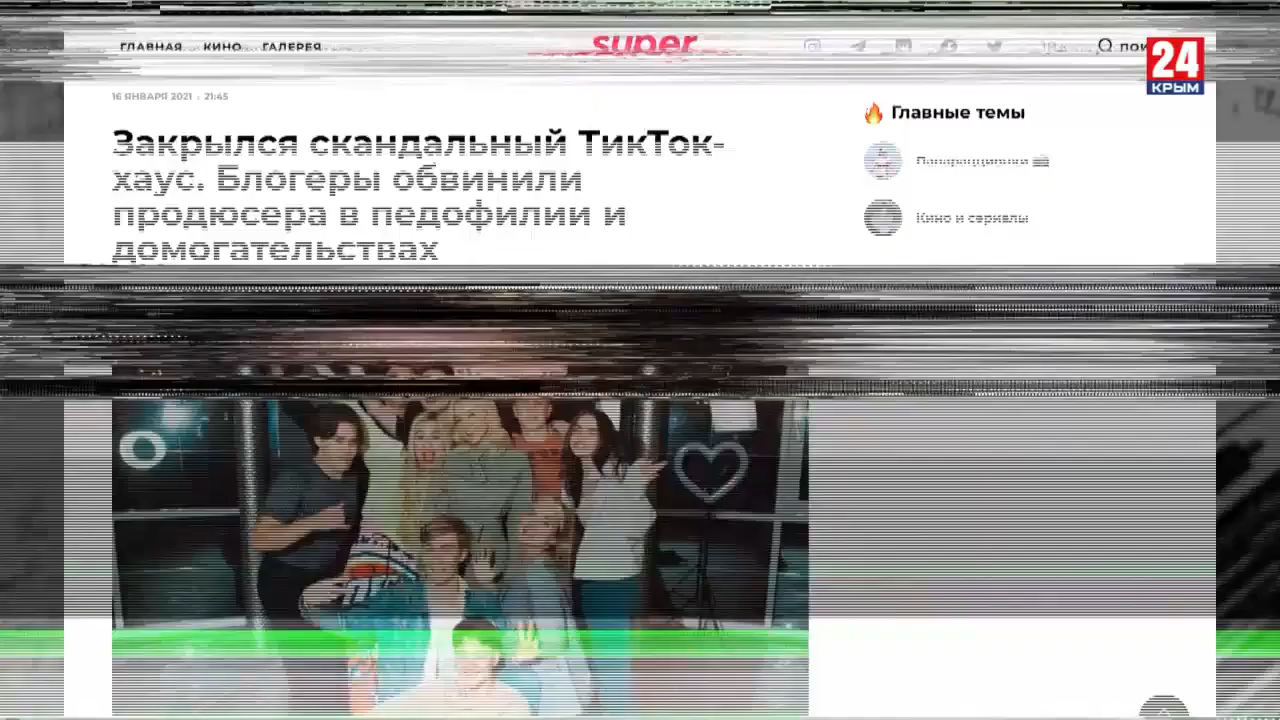 ГЛАВНАЯ КИНО ГАЛЕРЕЯ
super
24
КРЫМ
16 ЯНВАРЯ 2021 21:45
Закрылся скандальный ТикТок-
хаус. Блогеры обвинили
продюсера в педофилии и
домогательствах
Главные темы
Кино и сериалы